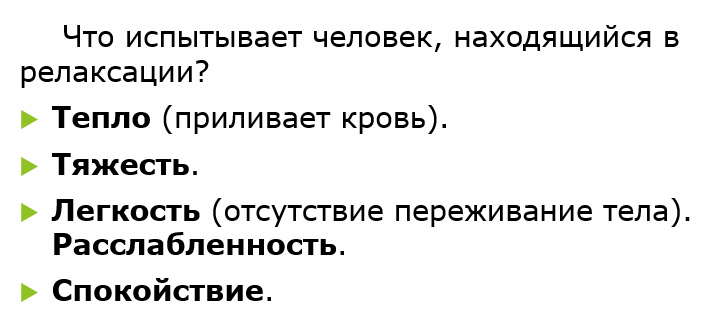 Что испытывает человек, находящийся в
релаксации?
Тепло (приливает кровь).
Тяжесть.
Легкость (отсутствие переживание тела).
Расслабленность.
Спокойствие.